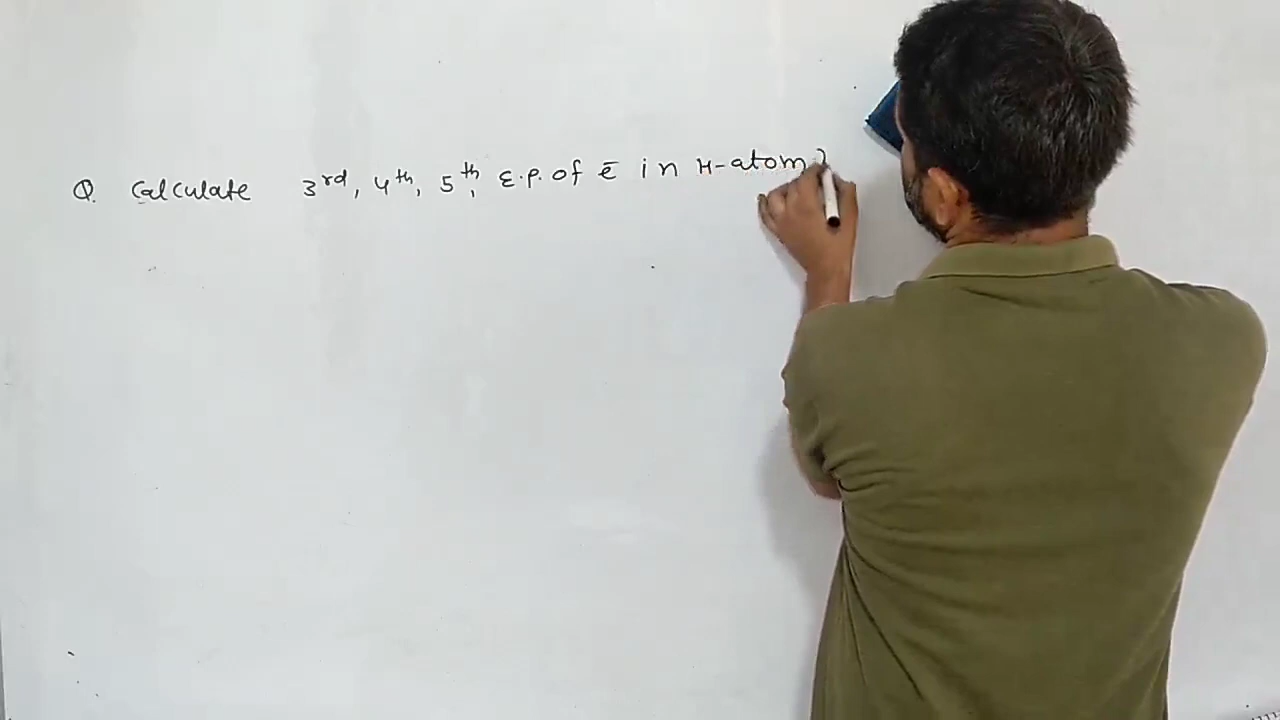 Q. Calculate 3rd, 4th, 5th, E.P. of ē in H-atom?